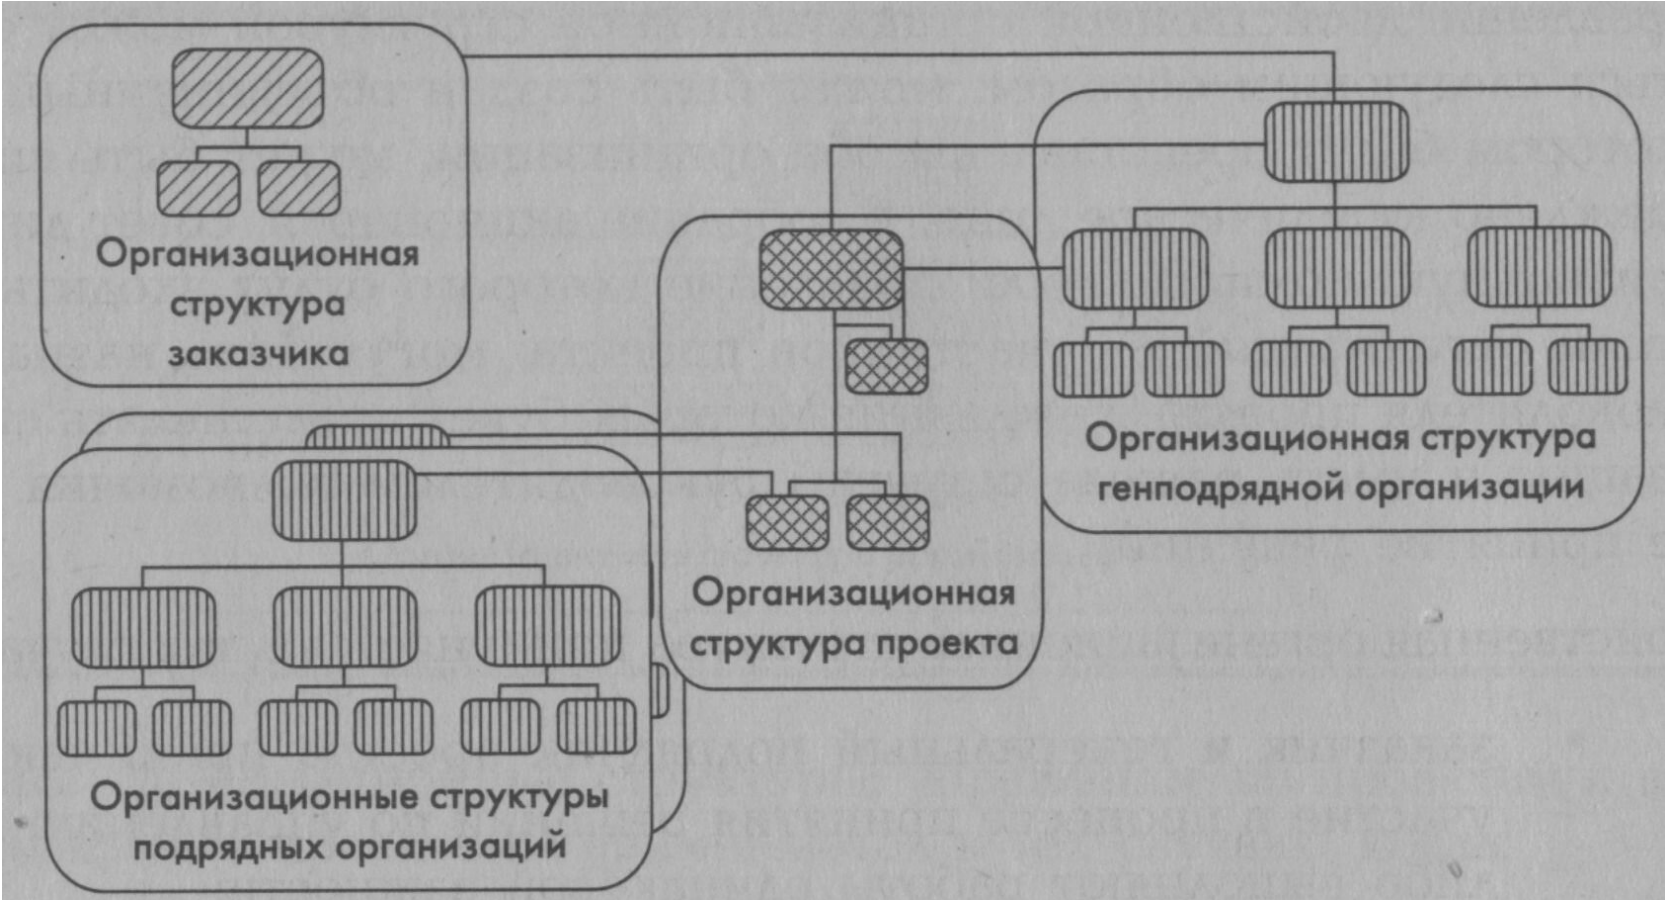 Организационная
структура
заказчика
Организационная структура
генподрядной организации
Организационная
структура проекта
Организационные структуры
подрядных организаций